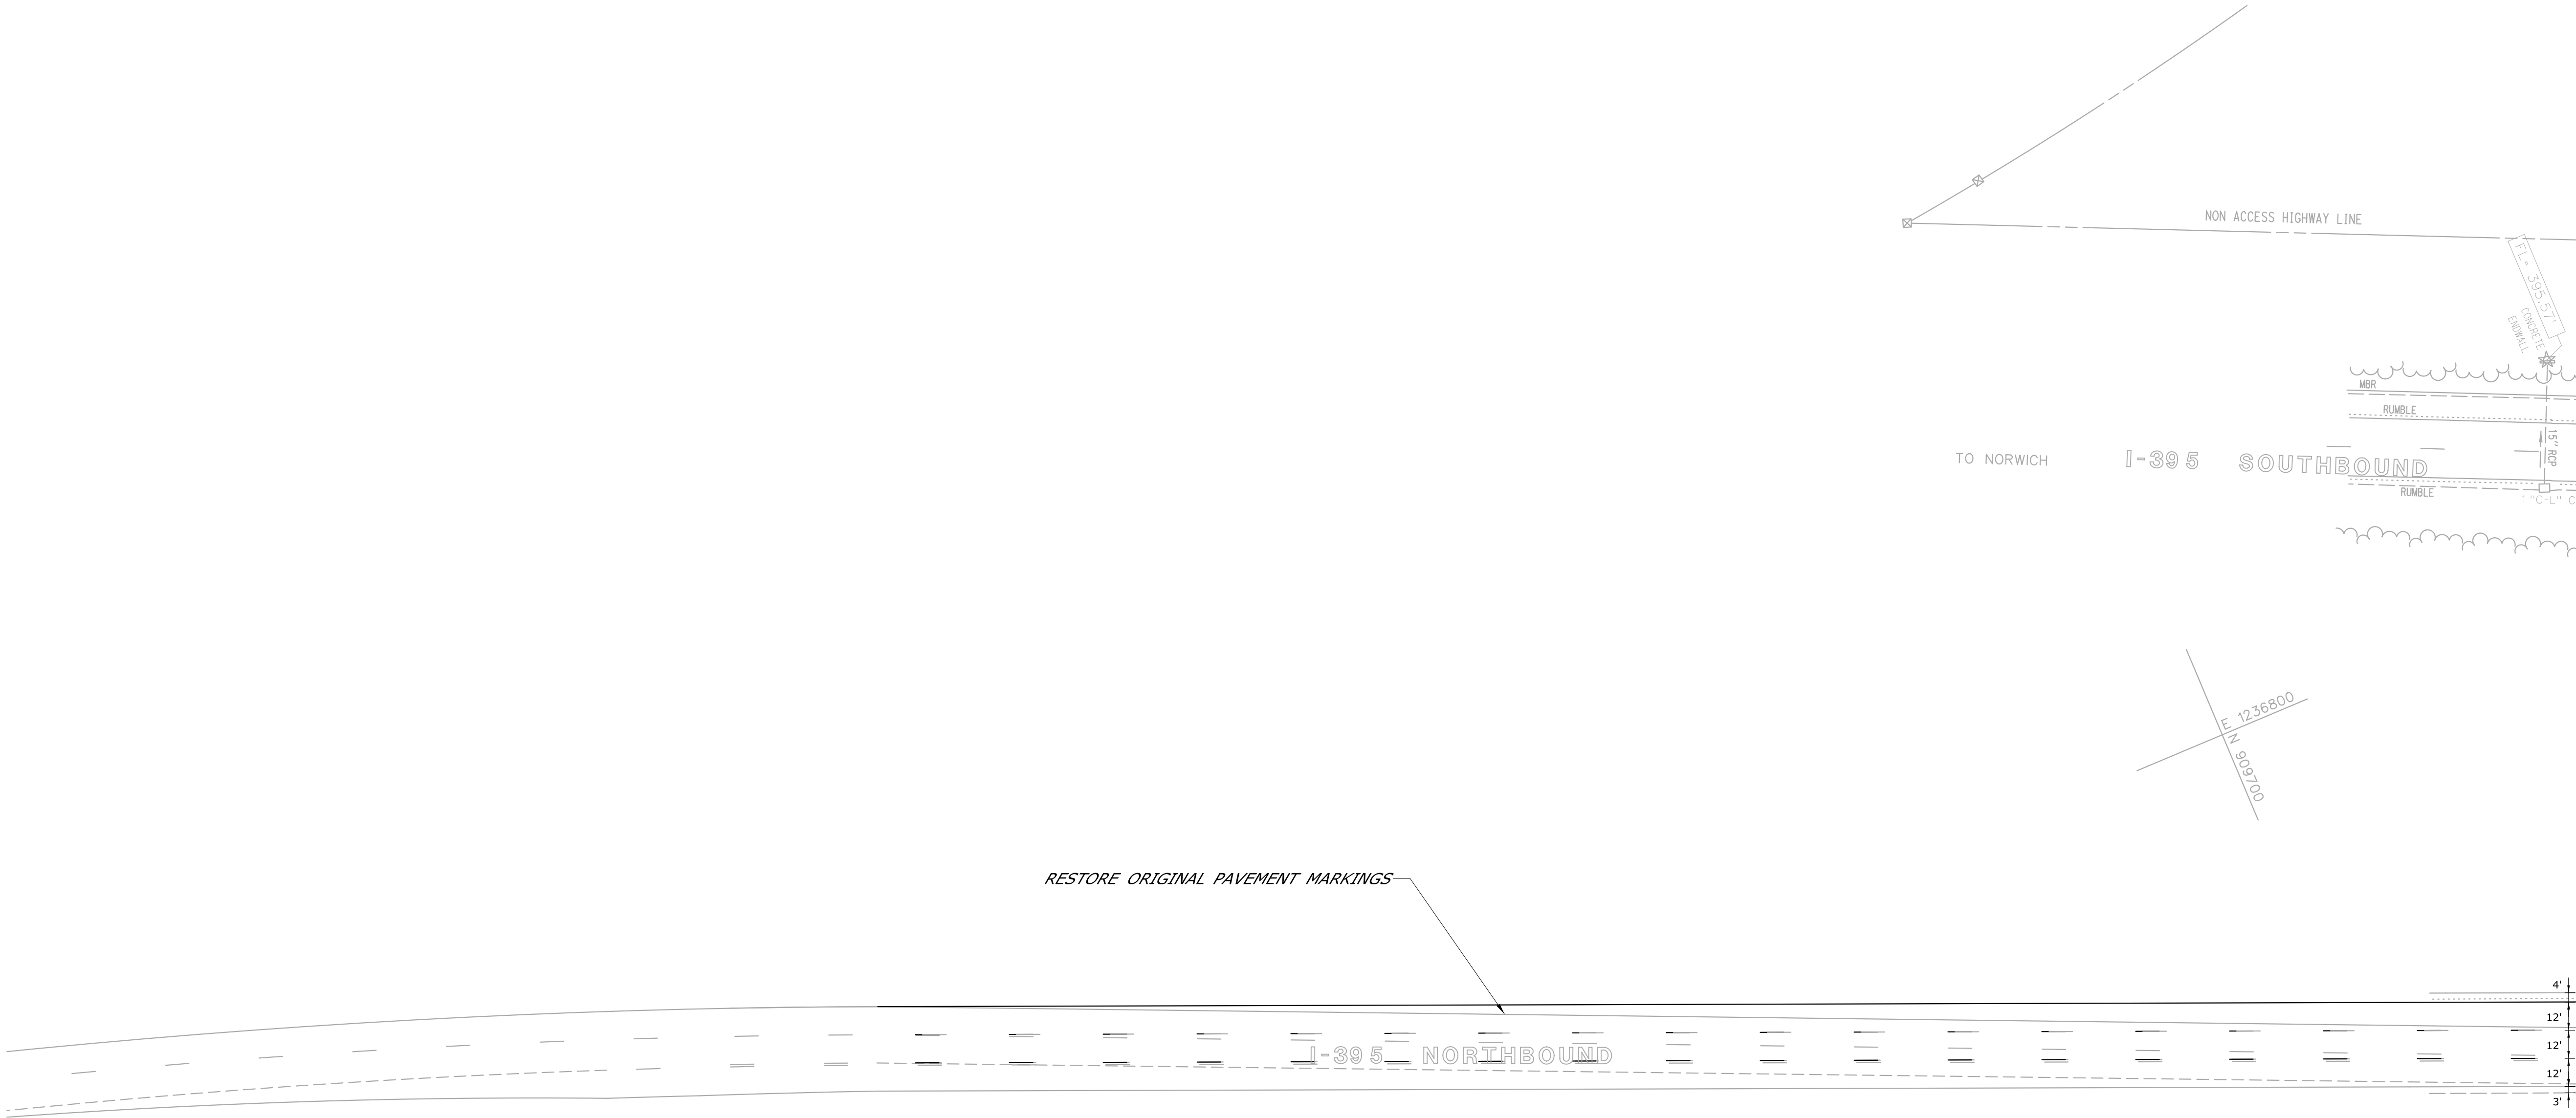 NON ACCESS HIGHWAY LINE
FL= 395.57'
CONCRETE
ENDWALL
MBR
RUMBLE
15" RCP
TO NORWICH
I-395 SOUTHBOUND
RUMBLE
1 "C-L" C
E 1236800
N 909700
RESTORE ORIGINAL PAVEMENT MARKINGS
4'
12'
12'
12'
3'
I-395 NORTHBOUND